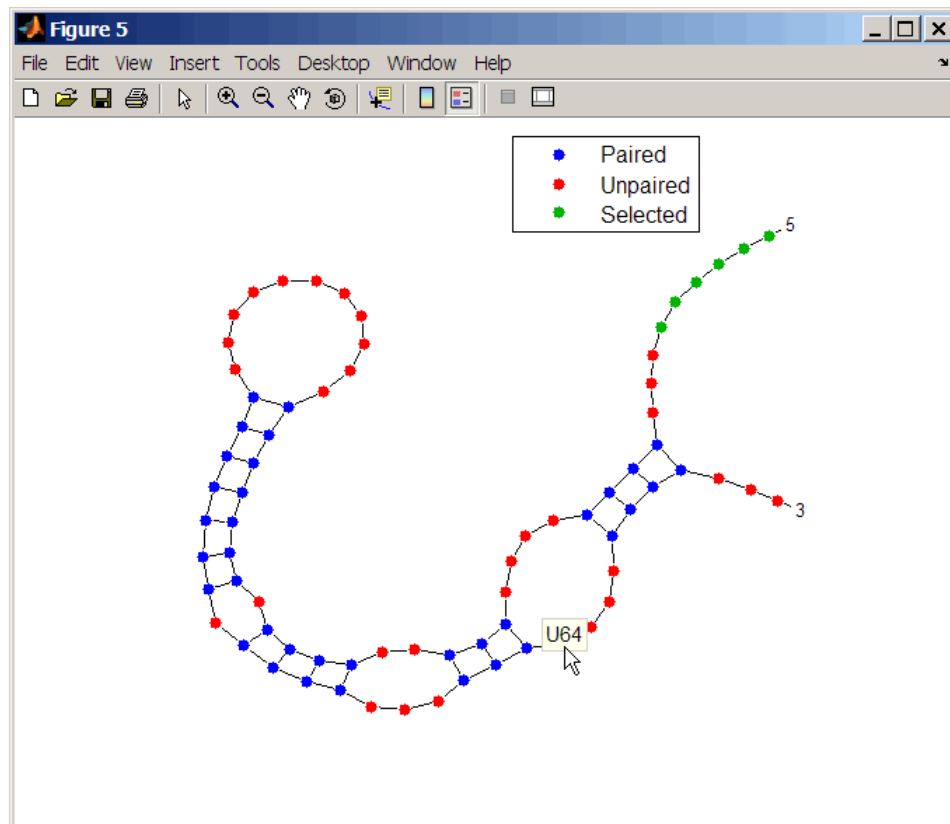 Figure 5
File Edit View Insert Tools Desktop Window Help
Paired
Unpaired
Selected
5
3
U64